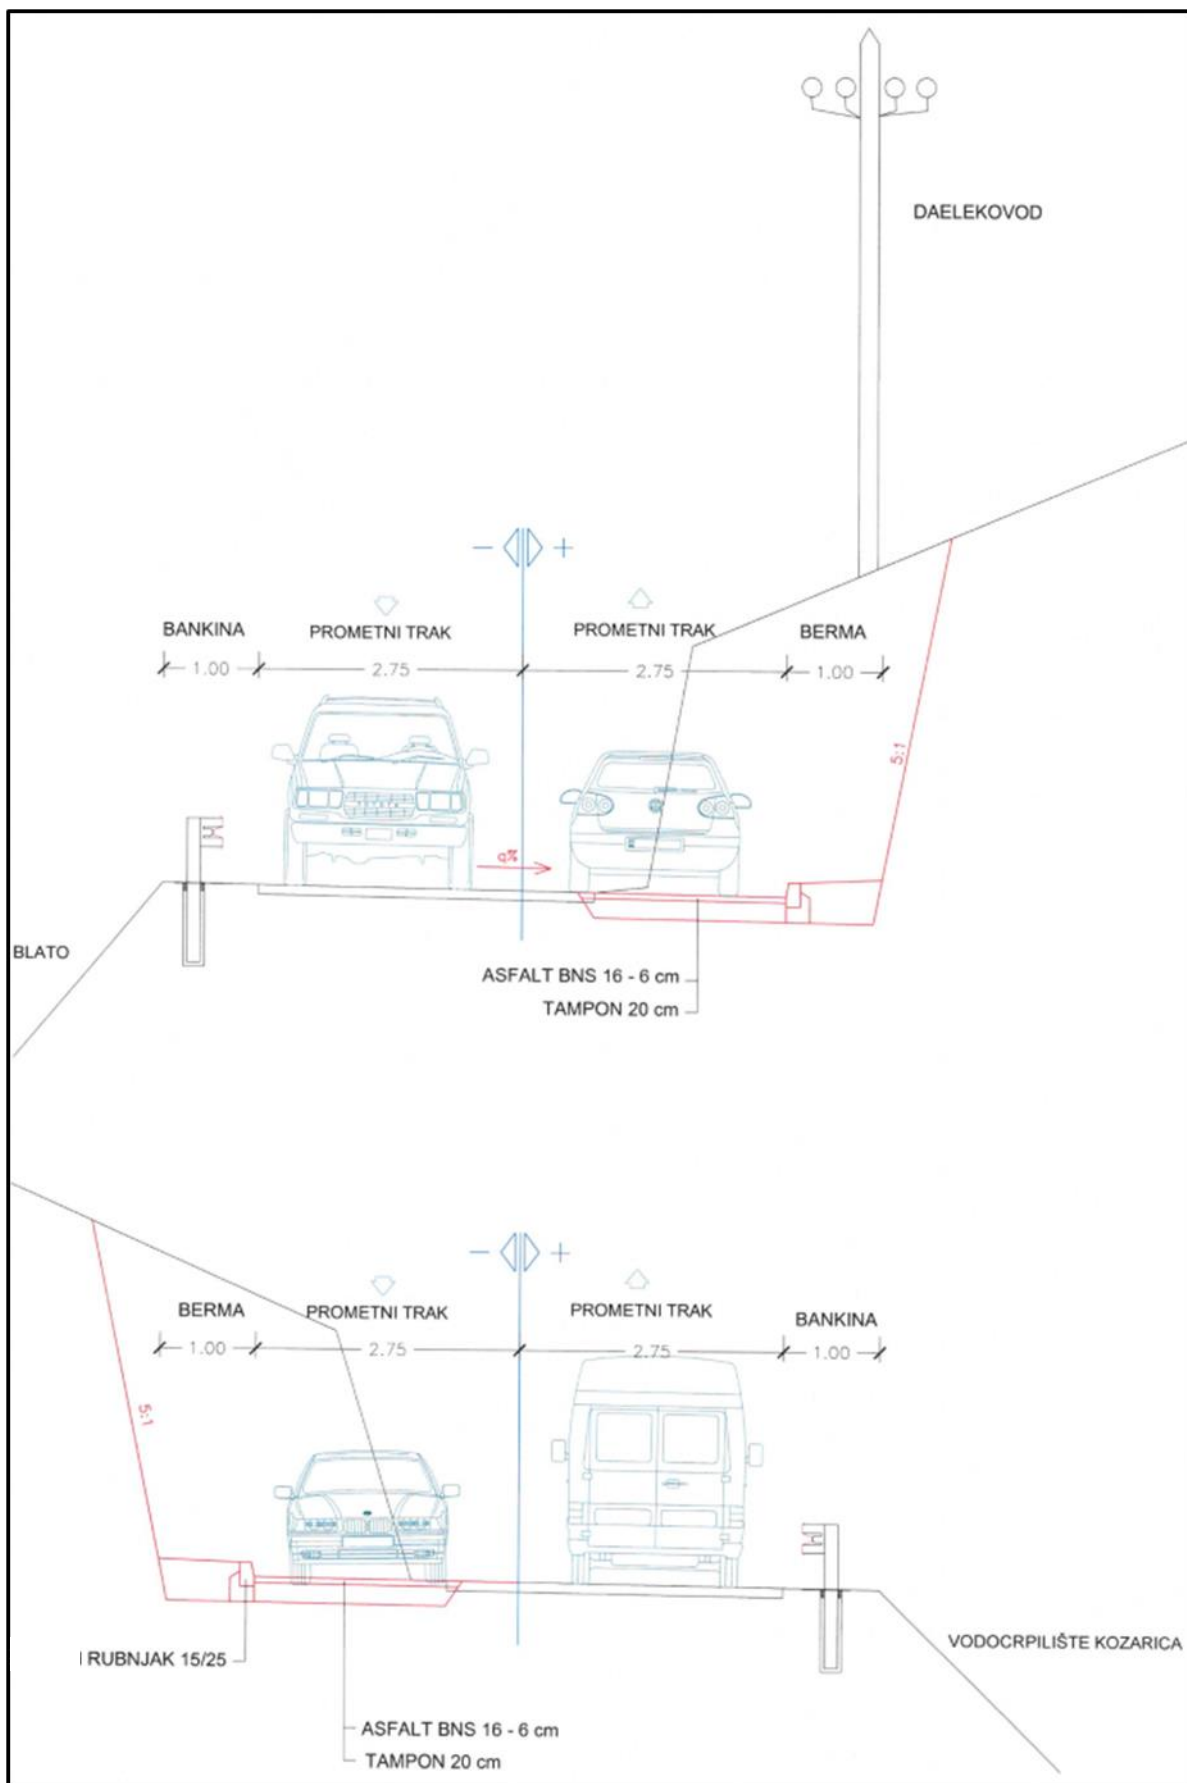 DAELEKOVOD
− +
BANKINA PROMETNI TRAK PROMETNI TRAK BERMA
1.00 2.75 2.75 1.00
5:1
q%
BLATO
ASFALT BNS 16 - 6 cm
TAMPON 20 cm
− +
BERMA PROMETNI TRAK PROMETNI TRAK BANKINA
1.00 2.75 2.75 1.00
5:1
VODOCRPILIŠTE KOZARICA
RUBNJAK 15/25
ASFALT BNS 16 - 6 cm
TAMPON 20 cm